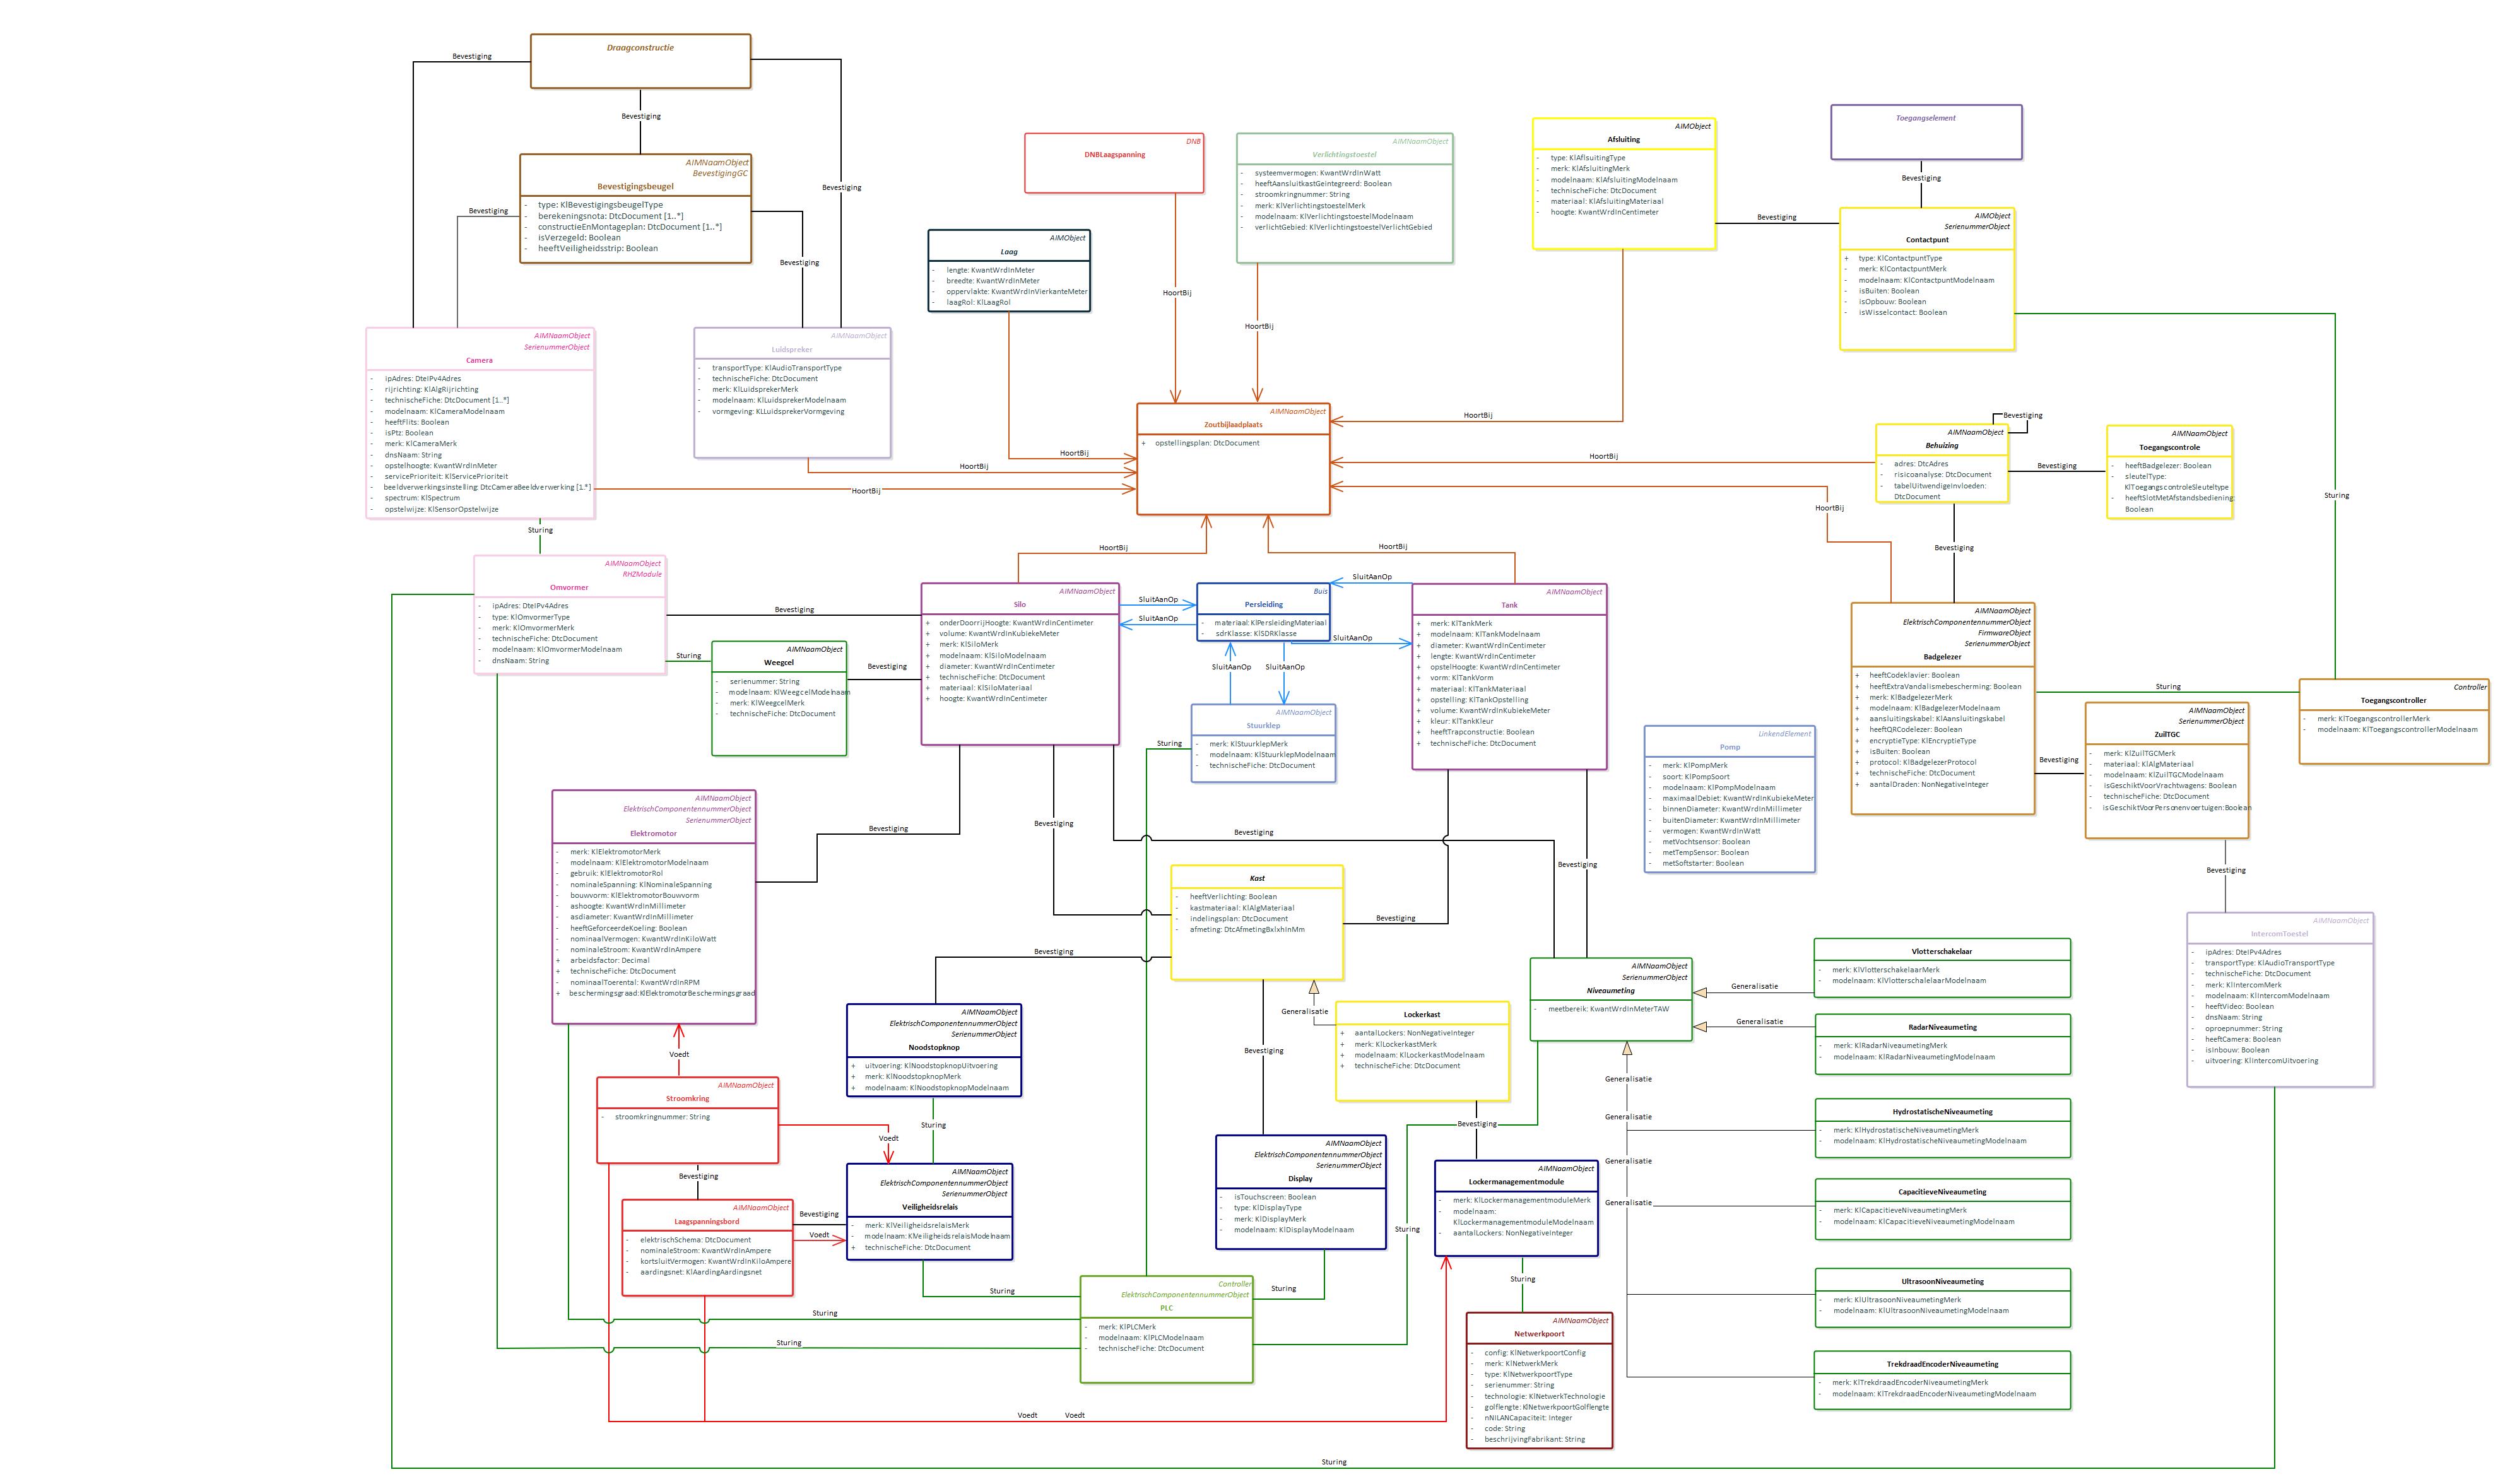 Draagconstructie
Bevestiging
Bevestiging
Bevestiging
AIMNaamObject
BevestigingGC
Bevestigingsbeugel
- type: KlBevestigingsbeugelType
- berekeningsnota: DtcDocument [1..*]
- constructieEnMontageplan: DtcDocument [1..*]
- isVerzegeld: Boolean
- heeftVeiligheidsstrip: Boolean
Bevestiging
Bevestiging
DNB
DNBLaagspanning
HoortBij
AIMNaamObject
Verlichtingstoestel
- systeemvermogen: KwantWrdInWatt
- heeftAansluitkastGeintegreerd: Boolean
- stroomkringnummer: String
- merk: KlVerlichtingstoestelMerk
- modelnaam: KlVerlichtingstoestelModelnaam
- verlichtGebied: KlVerlichtingstoestelVerlichtGebied
HoortBij
AIMObject
Afsluiting
- type: KlAfsluitingType
- merk: KlAfsluitingMerk
- modelnaam: KlAfsluitingModelnaam
- technischeFiche: DtcDocument
- materiaal: KlAfsluitingMateriaal
- hoogte: KwantWrdInCentimeter
Bevestiging
HoortBij
Toegangselement
Bevestiging
AIMObject
SerienummerObject
Contactpunt
+ type: KlContactpuntType
- merk: KlContactpuntMerk
- modelnaam: KlContactpuntModelnaam
- isBuiten: Boolean
- isOpbouw: Boolean
- isWisselcontact: Boolean
Sturing
AIMObject
Laag
- lengte: KwantWrdInMeter
- breedte: KwantWrdInMeter
- oppervlakte: KwantWrdInVierkanteMeter
- laagRol: KlLaagRol
HoortBij
AIMNaamObject
SerienummerObject
Camera
- ipAdres: DteIPv4Adres
- rijrichting: KlAlgRijrichting
- technischeFiche: DtcDocument [1..*]
- modelnaam: KlCameraModelnaam
- heeftFlits: Boolean
- isPtz: Boolean
- merk: KlCameraMerk
- dnsNaam: String
- opstelhoogte: KwantWrdInMeter
- servicePrioriteit: KlServicePrioriteit
- beeldverwerkingsinstelling: DtcCameraBeeldverwerking [1..*]
- spectrum: KlSpectrum
- opstelwijze: KlSensorOpstelwijze
HoortBij
Sturing
AIMNaamObject
Luidspreker
- transportType: KlAudioTransportType
- technischeFiche: DtcDocument
- merk: KlLuidsprekerMerk
- modelnaam: KlLuidsprekerModelnaam
- vormgeving: KLLuidsprekerVormgeving
HoortBij
AIMNaamObject
Zoutbijlaadplaats
+ opstellingsplan: DtcDocument
HoortBij
HoortBij
HoortBij
HoortBij
Bevestiging
AIMNaamObject
Behuizing
- adres: DtcAdres
- risicoanalyse: DtcDocument
- tabelUitwendigeInvloeden:
DtcDocument
Bevestiging
Bevestiging
AIMNaamObject
Toegangscontrole
- heeftBadgelezer: Boolean
- sleutelType:
KlToegangscontroleSleuteltype
- heeftSlotMetAfstandsbediening:
Boolean
AIMNaamObject
RHZModule
Omvormer
- ipAdres: DteIPv4Adres
- type: KlOmvormerType
- merk: KlOmvormerMerk
- technischeFiche: DtcDocument
- modelnaam: KlOmvormerModelnaam
- dnsNaam: String
Bevestiging
Sturing
AIMNaamObject
Weegcel
- serienummer: String
- modelnaam: KlWeegcelModelnaam
- merk: KlWeegcelMerk
- technischeFiche: DtcDocument
Bevestiging
AIMNaamObject
Silo
+ onderDoorrijHoogte: KwantWrdInCentimeter
+ volume: KwantWrdInKubiekeMeter
+ merk: KlSiloMerk
+ modelnaam: KlSiloModelnaam
+ diameter: KwantWrdInCentimeter
+ technischeFiche: DtcDocument
+ materiaal: KlSiloMateriaal
+ hoogte: KwantWrdInCentimeter
SluitAanOp
SluitAanOp
Buis
Persleiding
- materiaal: KlPersleidingMateriaal
- sdrKlasse: KlSDRKlasse
SluitAanOp
SluitAanOp
SluitAanOp
SluitAanOp
AIMNaamObject
Tank
+ merk: KlTankMerk
+ modelnaam: KlTankModelnaam
+ diameter: KwantWrdInCentimeter
+ lengte: KwantWrdInCentimeter
+ opstelHoogte: KwantWrdInCentimeter
+ vorm: KlTankVorm
+ materiaal: KlTankMateriaal
+ opstelling: KlTankOpstelling
+ volume: KwantWrdInKubiekeMeter
+ kleur: KlTankKleur
+ heeftTrapconstructie: Boolean
+ technischeFiche: DtcDocument
AIMNaamObject
Stuurklep
- merk: KlStuurklepMerk
- modelnaam: KlStuurklepModelnaam
- technischeFiche: DtcDocument
Sturing
LinkendElement
Pomp
- merk: KlPompMerk
- soort: KlPompSoort
- modelnaam: KlPompModelnaam
- maximaalDebiet: KwantWrdInKubiekeMeter
- binnenDiameter: KwantWrdInMillimeter
- buitenDiameter: KwantWrdInMillimeter
- vermogen: KwantWrdInWatt
- metVochtsensor: Boolean
- metTempSensor: Boolean
- metSoftstarter: Boolean
AIMNaamObject
ElektrischComponentennummerObject
FirmwareObject
SerienummerObject
Badgelezer
+ heeftCodeklavier: Boolean
+ heeftExtraVandalismebescherming: Boolean
+ merk: KlBadgelezerMerk
+ modelnaam: KlBadgelezerModelnaam
+ aansluitingskabel: KlAansluitingskabel
+ heeftQRCodelezer: Boolean
+ encryptieType: KlEncryptieType
+ isBuiten: Boolean
+ protocol: KlBadgelezerProtocol
+ technischeFiche: DtcDocument
+ aantalDraden: NonNegativeInteger
Sturing
Bevestiging
AIMNaamObject
SerienummerObject
ZuilTGC
- merk: KlZuilTGCMerk
- materiaal: KlAlgMateriaal
- modelnaam: KlZuilTGCModelnaam
- isGeschiktVoorVrachtwagens: Boolean
- technischeFiche: DtcDocument
- isGeschiktVoorPersonenvoertuigen:Boolean
Bevestiging
Controller
Toegangscontroller
- merk: KlToegangscontrollerMerk
- modelnaam: KlToegangscontrollerModelnaam
AIMNaamObject
ElektrischComponentennummerObject
SerienummerObject
Elektromotor
- merk: KlElektromotorMerk
- modelnaam: KlElektromotorModelnaam
- gebruik: KlElektromotorRol
- nominaleSpanning: KlNominaleSpanning
- bouwvorm: KlElektromotorBouwvorm
- ashoogte: KwantWrdInMillimeter
- asdiameter: KwantWrdInMillimeter
- heeftGeforceerdeKoeling: Boolean
- nominaalVermogen: KwantWrdInKiloWatt
- nominaleStroom: KwantWrdInAmpere
+ arbeidsfactor: Decimal
+ technischeFiche: DtcDocument
- nominaalToerental: KwantWrdInRPM
+ beschermingsgraad:KlElektromotorBeschermingsgraad
Bevestiging
Bevestiging
Bevestiging
Bevestiging
Kast
- heeftVerlichting: Boolean
- kastmateriaal: KlAlgMateriaal
- indelingsplan: DtcDocument
- afmeting: DtcAfmetingBxlxhInMm
Bevestiging
Bevestiging
Bevestiging
Generalisatie
Lockerkast
+ aantalLockers: NonNegativeInteger
+ merk: KlLockerkastMerk
+ modelnaam: KlLockerkastModelnaam
+ technischeFiche: DtcDocument
Bevestiging
AIMNaamObject
SerienummerObject
Niveaumeting
- meetbereik: KwantWrdInMeterTAW
Generalisatie
Generalisatie
Generalisatie
Generalisatie
Generalisatie
Generalisatie
Vlotterschakelaar
- merk: KlVlotterschakelaarMerk
- modelnaam: KlVlotterschalelaarModelnaam
RadarNiveaumeting
- merk: KlRadarNiveaumetingMerk
- modelnaam: KlRadarNiveaumetingModelnaam
HydrostatischeNiveaumeting
- merk: KlHydrostatischeNiveaumetingMerk
- modelnaam: KlHydrostatischeNiveaumetingModelnaam
CapacitieveNiveaumeting
- merk: KlCapacitieveNiveaumetingMerk
- modelnaam: KlCapacitieveNiveaumetingModelnaam
UltrasoonNiveaumeting
- merk: KlUltrasoonNiveaumetingMerk
- modelnaam: KlUltrasoonNiveaumetingModelnaam
TrekdraadEncoderNiveaumeting
- merk: KlTrekdraadEncoderNiveaumetingMerk
- modelnaam: KlTrekdraadEncoderNiveaumetingModelnaam
AIMNaamObject
IntercomToestel
- ipAdres: DteIPv4Adres
- transportType: KlAudioTransportType
- technischeFiche: DtcDocument
- merk: KlIntercomMerk
- modelnaam: KlIntercomModelnaam
- heeftVideo: Boolean
- dnsNaam: String
- oproepnummer: String
- heeftCamera: Boolean
- isInbouw: Boolean
- uitvoering: KlIntercomUitvoering
AIMNaamObject
ElektrischComponentennummerObject
SerienummerObject
Noodstopknop
+ uitvoering: KlNoodstopknopUitvoering
+ merk: KlNoodstopknopMerk
+ modelnaam: KlNoodstopknopModelnaam
Sturing
Voedt
AIMNaamObject
Stroomkring
- stroomkringnummer: String
Voedt
Bevestiging
AIMNaamObject
Laagspanningsbord
- elektrischSchema: DtcDocument
- nominaleStroom: KwantWrdInAmpere
- kortsluitVermogen: KwantWrdInKiloAmpere
- aardingsnet: KlAardingAardingsnet
Bevestiging
Voedt
AIMNaamObject
ElektrischComponentennummerObject
SerienummerObject
Veiligheidsrelais
- merk: KlVeiligheidsrelaisMerk
- modelnaam: KlVeiligheidsrelaisModelnaam
+ technischeFiche: DtcDocument
Sturing
Sturing
Sturing
AIMNaamObject
ElektrischComponentennummerObject
SerienummerObject
Display
- isTouchscreen: Boolean
- type: KlDisplayType
- merk: KlDisplayMerk
- modelnaam: KlDisplayModelnaam
Sturing
Controller
ElektrischComponentennummerObject
PLC
- merk: KlPLCMerk
- modelnaam: KlPLCModelnaam
- technischeFiche: DtcDocument
Sturing
AIMNaamObject
Lockermanagementmodule
- merk: KlLockermanagementmoduleMerk
- modelnaam:
KlLockermanagementmoduleModelnaam
- aantalLockers: NonNegativeInteger
Sturing
AIMNaamObject
Netwerkpoort
- config: KlNetwerkpoortConfig
- merk: KlNetwerkMerk
- type: KlNetwerkpoortType
- serienummer: String
- technologie: KlNetwerkTechnologie
- golflengte: KlNetwerkpoortGolflengte
- nNILANCapaciteit: Integer
- code: String
- beschrijvingFabrikant: String
Voedt
Voedt
Sturing